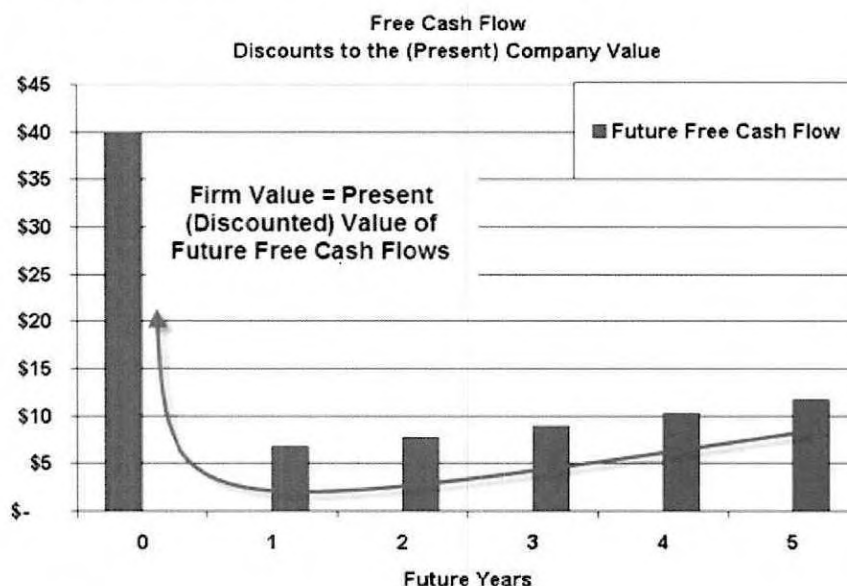 Free Cash Flow
Discounts to the (Present) Company Value
$45
$40
$35
$30
$25
$20
$15
$10
$5
$-
Future Free Cash Flow
Firm Value = Present
(Discounted) Value of
Future Free Cash Flows
0 1 2 3 4 5
Future Years